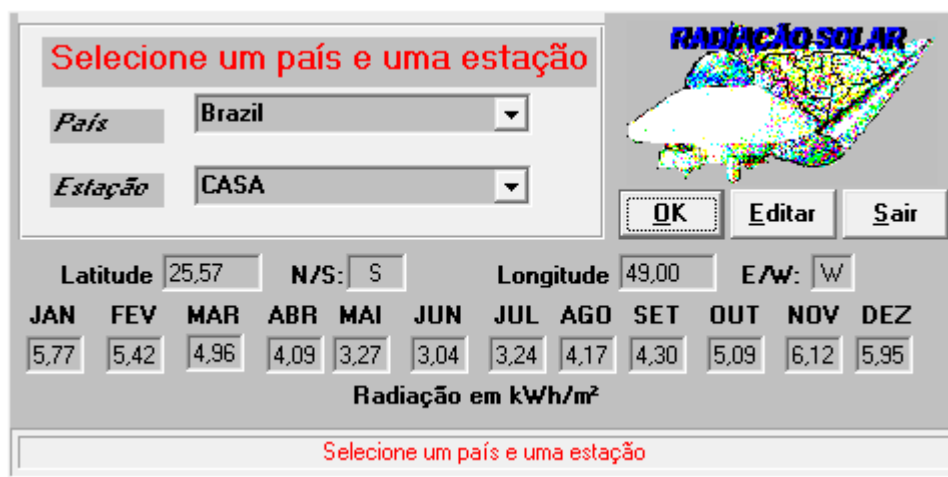 Selecione um país e uma estação
RADIAÇÃO SOLAR
País Brazil
Estação CASA
OK Editar Sair
Latitude 25,57 N/S: S Longitude 49,00 E/W: W
JAN FEV MAR ABR MAI JUN JUL AGO SET OUT NOV DEZ
5,77 5,42 4,96 4,09 3,27 3,04 3,24 4,17 4,30 5,09 6,12 5,95
Radiação em kWh/m²
Selecione um país e uma estação